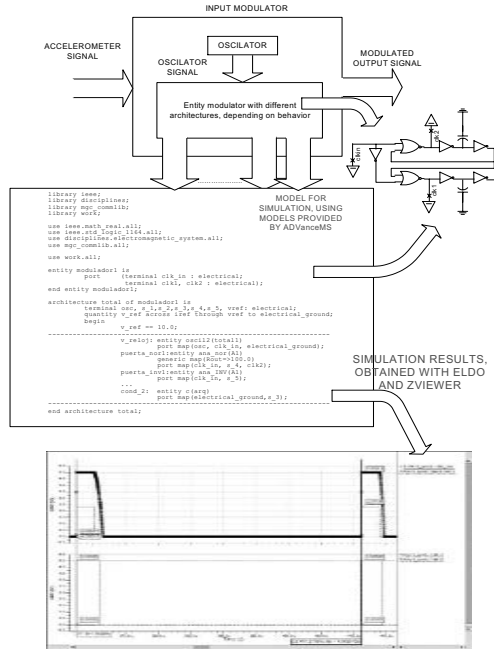 INPUT MODULATOR
ACCELEROMETER
SIGNAL
OSCILATOR
OSCILATOR
SIGNAL
MODULATED
OUTPUT SIGNAL
Entity modulator with different
architectures, depending on behavior
clkin
clk2
clk1
MODEL FOR
SIMULATION, USING
MODELS PROVIDED
BY ADVanceMS
library ieee;
library disciplines;
library mgc_commlib;
library work;
use ieee.math_real.all;
use ieee.std_logic_1164.all;
use disciplines.electromagnetic_system.all;
use mgc_commlib.all;
use work.all;
entity modulador1 is
port (terminal clk_in : electrical;
terminal clk1, clk2 : electrical);
end entity modulador1;
architecture total of modulador1 is
terminal osc, s_1,s_2,s_3,s_4,s_5, vref: electrical;
quantity v_ref across iref through vref to electrical_ground;
begin
v_ref == 10.0;
v_reloj: entity oscil2(total1)
port map(osc, clk_in, electrical_ground);
puerta_nor1:entity ana_nor(A1)
generic map(Rout=>100.0)
port map(clk_in, s_4, clk2);
puerta_inv1:entity ana_INV(A1)
port map(clk_in, s_5);
...
cond_2: entity c(arq)
port map(electrical_ground,s_3);
end architecture total;
SIMULATION RESULTS,
OBTAINED WITH ELDO
AND ZVIEWER